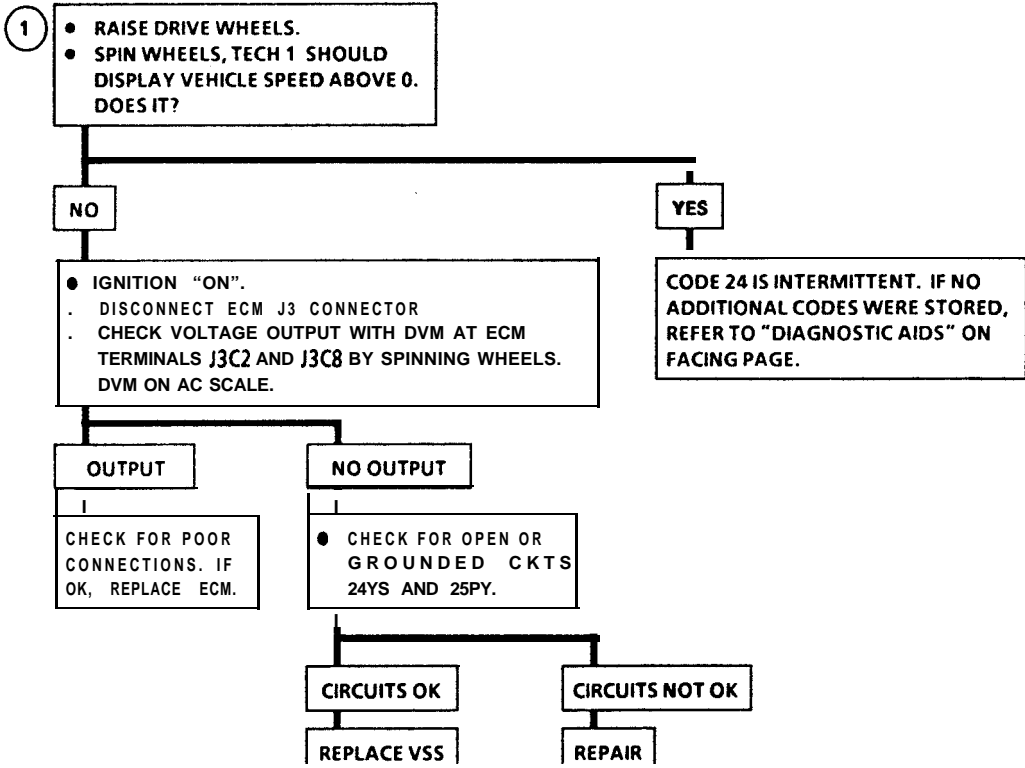 1
● RAISE DRIVE WHEELS.
● SPIN WHEELS, TECH 1 SHOULD
DISPLAY VEHICLE SPEED ABOVE 0.
DOES IT?
NO
YES
● IGNITION “ON”.
. DISCONNECT ECM J3 CONNECTOR
. CHECK VOLTAGE OUTPUT WITH DVM AT ECM
TERMINALS J3C2 AND J3C8 BY SPINNING WHEELS.
DVM ON AC SCALE.
CODE 24 IS INTERMITTENT. IF NO
ADDITIONAL CODES WERE STORED,
REFER TO "DIAGNOSTIC AIDS" ON
FACING PAGE.
OUTPUT
NO OUTPUT
CHECK FOR POOR
CONNECTIONS. IF
OK, REPLACE ECM.
● CHECK FOR OPEN OR
GROUNDED CKTS
24YS AND 25PY.
CIRCUITS OK
CIRCUITS NOT OK
REPLACE VSS
REPAIR